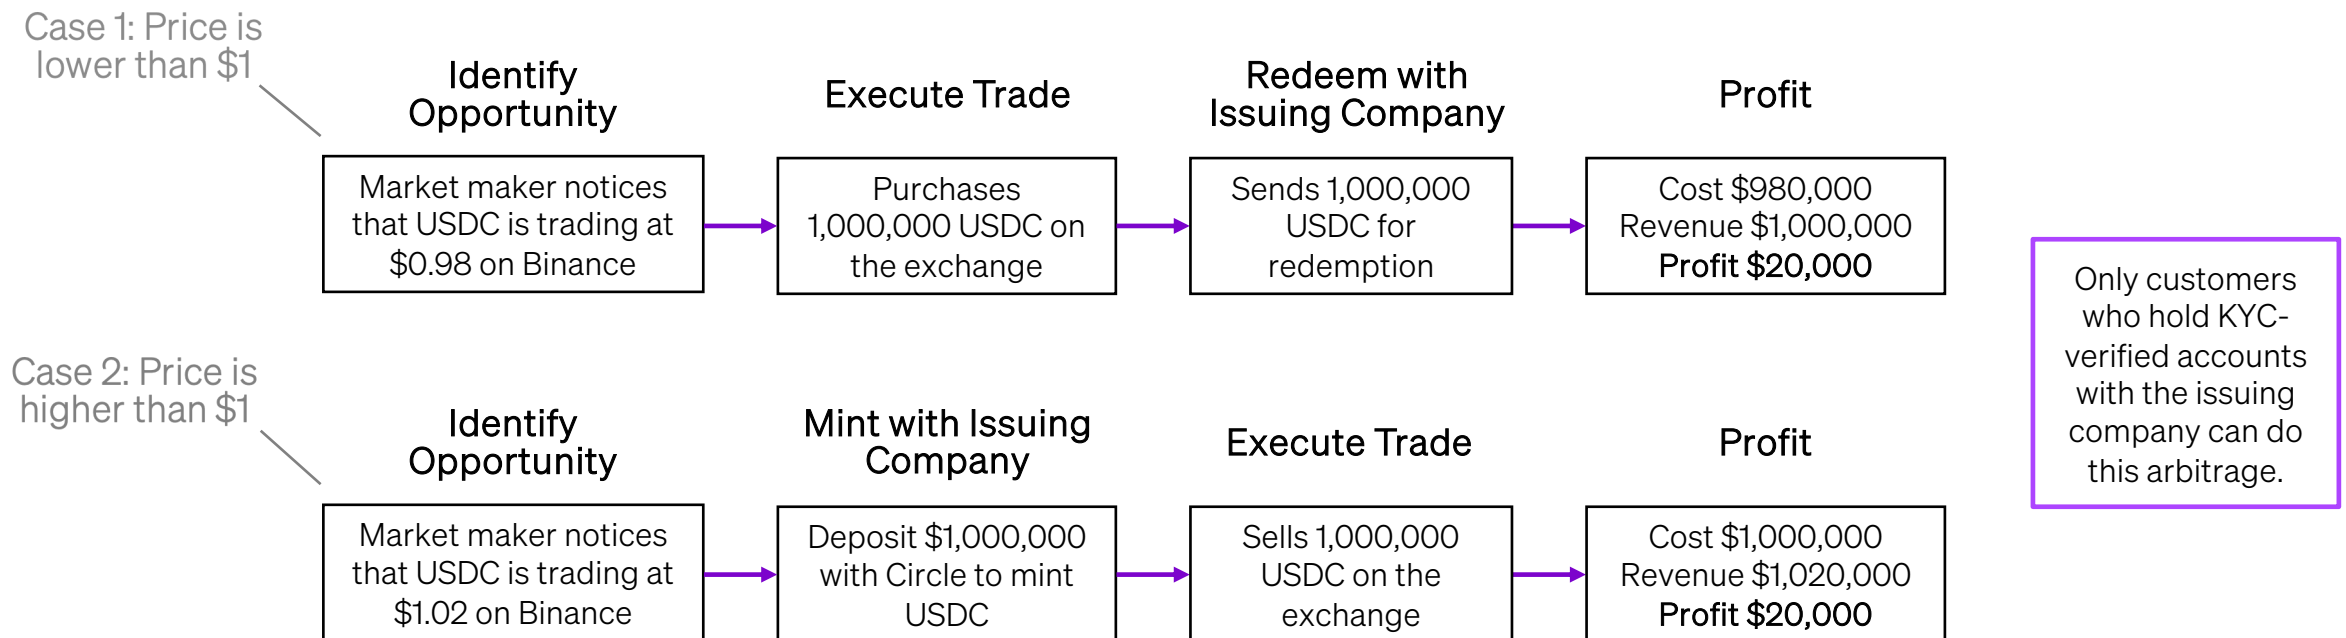 Case 1: Price is
lower than $1
Identify
Opportunity
Execute Trade
Redeem with
Issuing Company
Profit
Market maker notices
that USDC is trading at
$0.98 on Binance
Purchases
1,000,000 USDC on
the exchange
Sends 1,000,000
USDC for
redemption
Cost $980,000
Revenue $1,000,000
Profit $20,000
Only customers
who hold KYC-
verified accounts
with the issuing
company can do
this arbitrage.
Case 2: Price is
higher than $1
Identify
Opportunity
Mint with Issuing
Company
Execute Trade
Profit
Market maker notices
that USDC is trading at
$1.02 on Binance
Deposit $1,000,000
with Circle to mint
USDC
Sells 1,000,000
USDC on the
exchange
Cost $1,000,000
Revenue $1,020,000
Profit $20,000